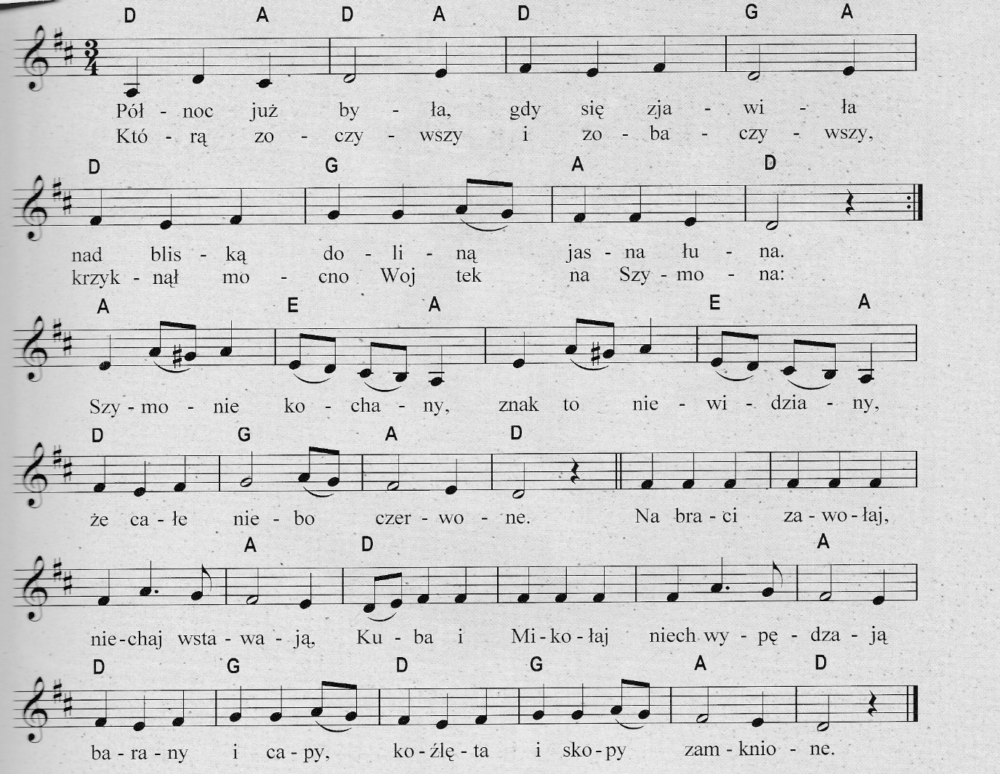 D A D A D G A
3
4
Pół - noc już by - ła, gdy się zja - wi - ła
Któ - rą zo - czy - wszy i zo - ba - czy - wszy,
D G A D
nad blis - ką do - li - ną jas - na łu - na.
krzyk - nął mo - cno Woj tek na Szy - mo - na:
A E A E A
Szy - mo - nie ko - cha - ny, znak to nie - wi - dzia - ny,
D G A D
że ca - łe nie - bo czer - wo - ne. Na bra - ci za - wo - łaj,
A D A
nie - chaj wsta - wa - ją, Ku - ba i Mi - ko - łaj niech wy - pę - dza - ją
D G D G A D
ba - ra - ny i ca - py, ko - źlę - ta i sko - py zam - knio - ne.